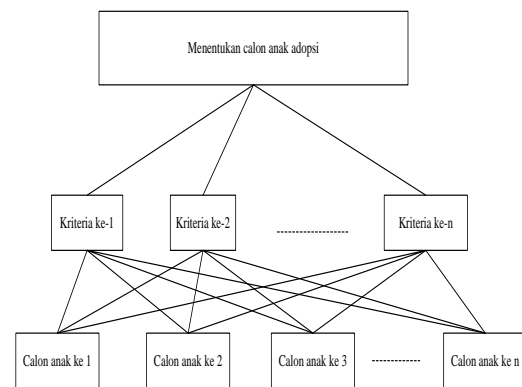 Menentukan calon anak adopsi
Kriteria ke-1
Kriteria ke-2
Kriteria ke-n
Calon anak ke 1
Calon anak ke 2
Calon anak ke 3
Calon anak ke n